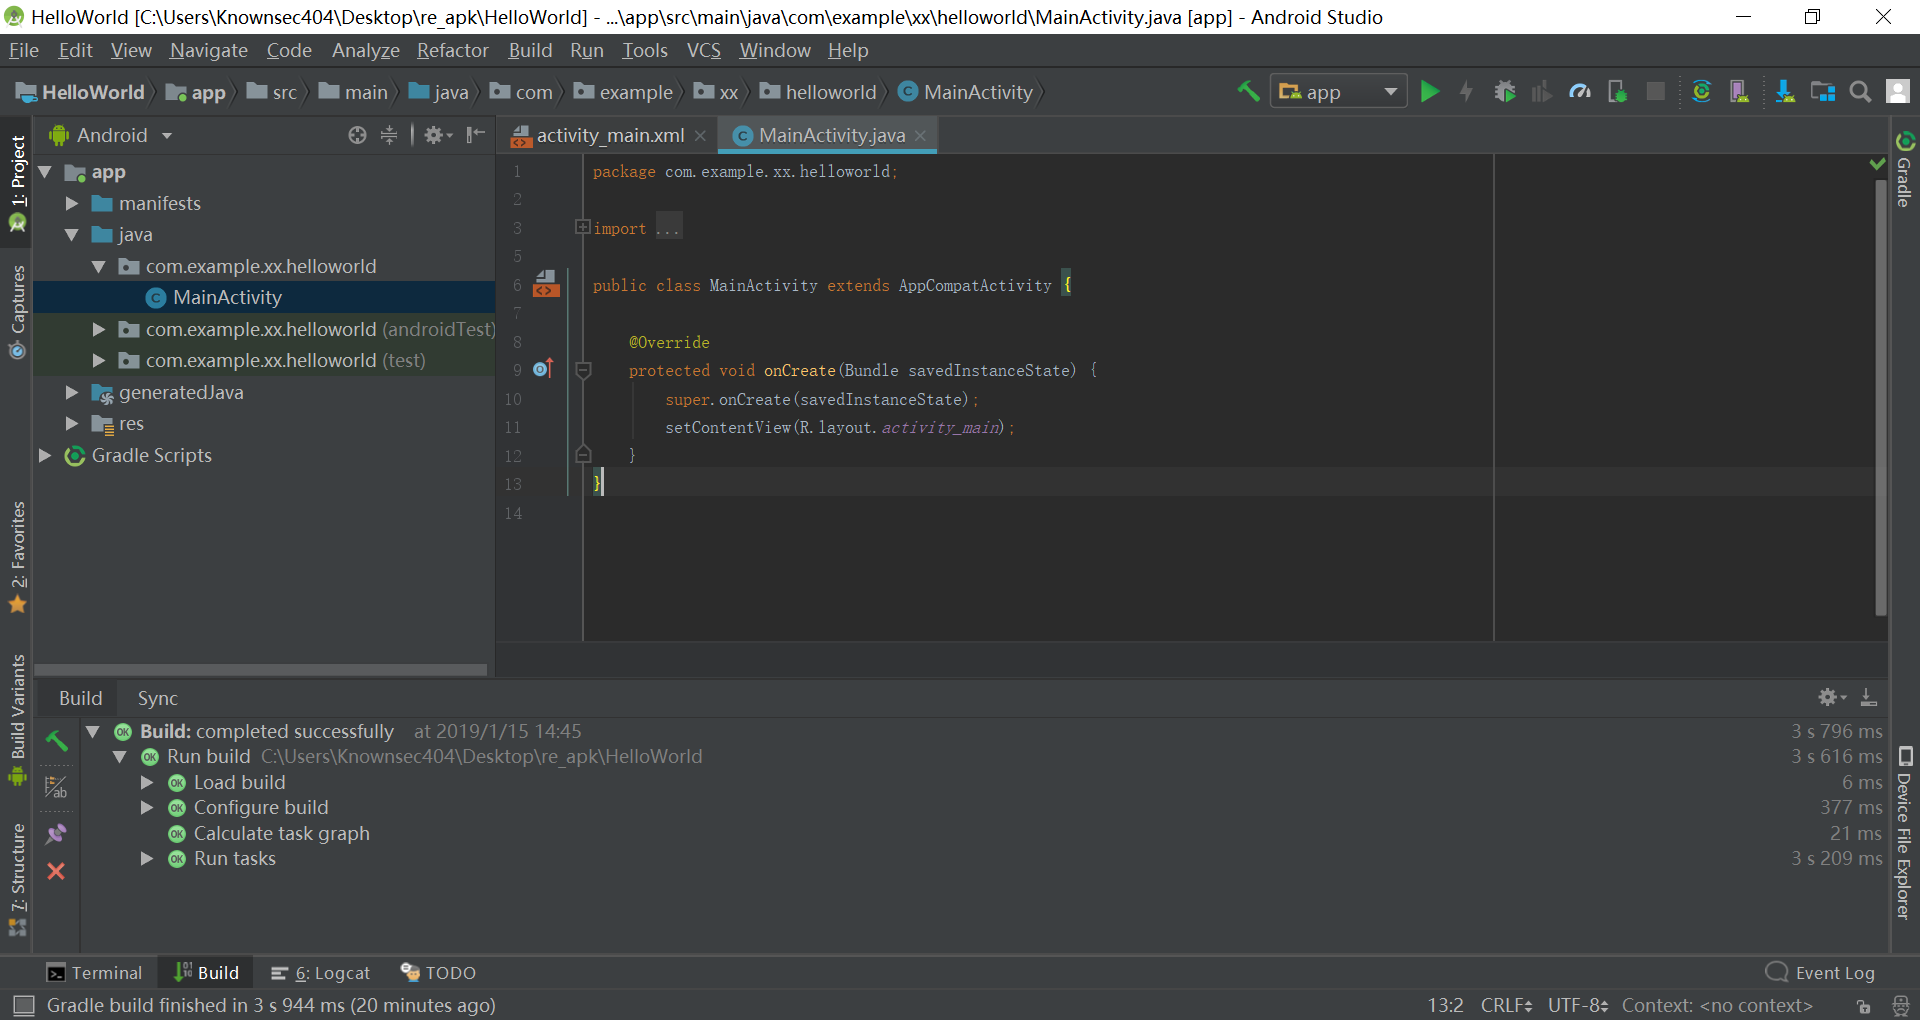 HelloWorld [C:\Users\Knownsec404\Desktop\re_apk\HelloWorld] - ...\app\src\main\java\com\example\xx\helloworld\MainActivity.java [app] - Android Studio
File Edit View Navigate Code Analyze Refactor Build Run Tools VCS Window Help
HelloWorld app src main java com example xx helloworld MainActivity app
1: Project
Captures
2: Favorites
Build Variants
7: Structure
Android
app
manifests
java
com.example.xx.helloworld
MainActivity
com.example.xx.helloworld (androidTest)
com.example.xx.helloworld (test)
generatedJava
res
Gradle Scripts
activity_main.xml MainActivity.java
1 package com.example.xx.helloworld;
2
3 import ...
5
6 public class MainActivity extends AppCompatActivity {
7
8 @Override
9 protected void onCreate(Bundle savedInstanceState) {
10 super.onCreate(savedInstanceState);
11 setContentView(R.layout.activity_main);
12 }
13 }
14
Gradle
Device File Explorer
Build Sync
Build: completed successfully at 2019/1/15 14:45 3 s 796 ms
Run build C:\Users\Knownsec404\Desktop\re_apk\HelloWorld 3 s 616 ms
Load build 6 ms
Configure build 377 ms
Calculate task graph 21 ms
Run tasks 3 s 209 ms
Terminal Build 6: Logcat TODO Event Log
Gradle build finished in 3 s 944 ms (20 minutes ago) 13:2 CRLF UTF-8 Context: <no context>